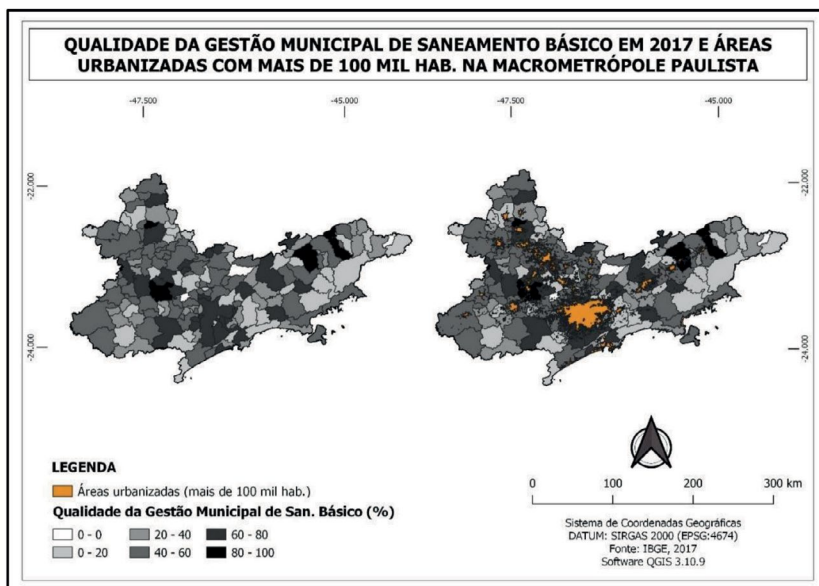 QUALIDADE DA GESTÃO MUNICIPAL DE SANEAMENTO BÁSICO EM 2017 E ÁREAS
URBANIZADAS COM MAIS DE 100 MIL HAB. NA MACROMETRÓPOLE PAULISTA
-47.500 -45.000 -47.500 -45.000
-22.000 -22.000
-24.000 -24.000
LEGENDA
Áreas urbanizadas (mais de 100 mil hab.)
Qualidade da Gestão Municipal de San. Básico (%)
0 - 0 20 - 40 60 - 80
0 - 20 40 - 60 80 - 100
0 100 200 300 km
Sistema de Coordenadas Geográficas
DATUM: SIRGAS 2000 (EPSG:4674)
Fonte: IBGE, 2017
Software QGIS 3.10.9